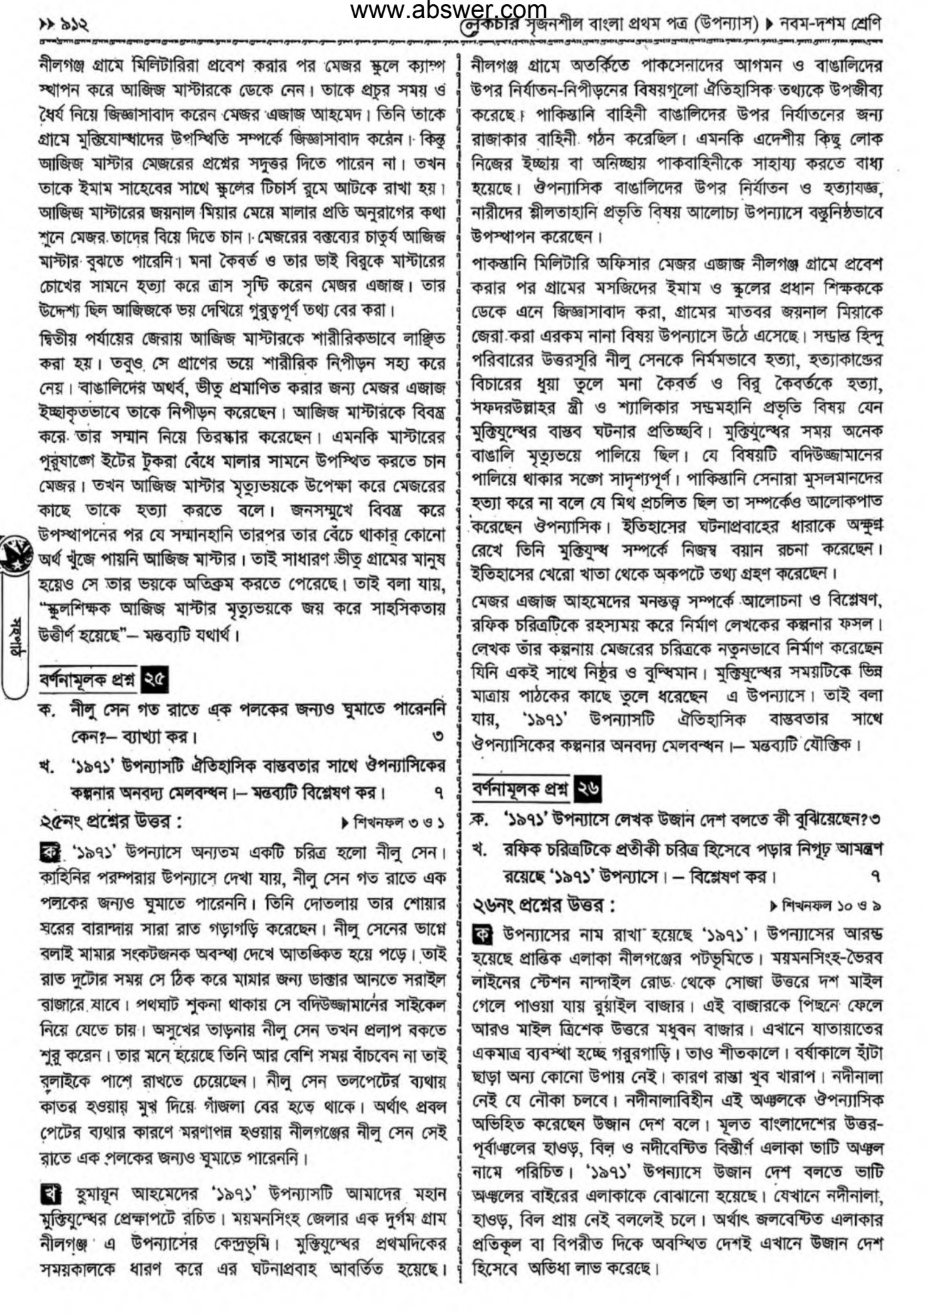 www.abswer.com
>> ৯১২
লেকচার সৃজনশীল বাংলা প্রথম পত্র (উপন্যাস) ▶ নবম-দশম শ্রেণি
নীলগঞ্জ গ্রামে মিলিটারিরা প্রবেশ করার পর মেজর স্কুলে ক্যাম্প
স্থাপন করে আজিজ মাস্টারকে ডেকে নেন। তাকে প্রচুর সময় ও
ধৈর্য নিয়ে জিজ্ঞাসাবাদ করেন মেজর এজাজ আহমেদ। তিনি তাকে
গ্রামে মুক্তিযোদ্ধাদের উপস্থিতি সম্পর্কে জিজ্ঞাসাবাদ করেন। কিন্তু
আজিজ মাস্টার মেজরের প্রশ্নের সদুত্তর দিতে পারেন না। তখন
তাকে ইমাম সাহেবের সাথে স্কুলের টিচার্স রুমে আটকে রাখা হয়।
আজিজ মাস্টারের জয়নাল মিয়ার মেয়ে মালার প্রতি অনুরাগের কথা
শুনে মেজর তাদের বিয়ে দিতে চান। মেজরের বক্তব্যের চাতুর্য আজিজ
মাস্টার বুঝতে পারেনি। মনা কৈবর্ত ও তার ভাই বিরুকে মাস্টারের
চোখের সামনে হত্যা করে ত্রাস সৃষ্টি করেন মেজর এজাজ। তার
উদ্দেশ্য ছিল আজিজকে ভয় দেখিয়ে গুরুত্বপূর্ণ তথ্য বের করা।
দ্বিতীয় পর্যায়ের জেরায় আজিজ মাস্টারকে শারীরিকভাবে লাঞ্ছিত
করা হয়। তবুও সে প্রাণের ভয়ে শারীরিক নিপীড়ন সহ্য করে
নেয়। বাঙালিদের অথর্ব, ভীতু প্রমাণিত করার জন্য মেজর এজাজ
ইচ্ছাকৃতভাবে তাকে নিপীড়ন করেছেন। আজিজ মাস্টারকে বিবস্ত্র
করে তার সম্মান নিয়ে তিরস্কার করেছেন। এমনকি মাস্টারের
পুরুষাঙ্গে ইটের টুকরা বেঁধে মালার সামনে উপস্থিত করতে চান
মেজর। তখন আজিজ মাস্টার মৃত্যুভয়কে উপেক্ষা করে মেজরের
কাছে তাকে হত্যা করতে বলে। জনসম্মুখে বিবস্ত্র করে
উপস্থাপনের পর যে সম্মানহানি তারপর তার বেঁচে থাকার কোনো
অর্থ খুঁজে পায়নি আজিজ মাস্টার। তাই সাধারণ ভীতু গ্রামের মানুষ
হয়েও সে তার ভয়কে অতিক্রম করতে পেরেছে। তাই বলা যায়,
“স্কুলশিক্ষক আজিজ মাস্টার মৃত্যুভয়কে জয় করে সাহসিকতায়
উত্তীর্ণ হয়েছে”– মন্তব্যটি যথার্থ।
সহপাঠ
বর্ণনামূলক প্রশ্ন ২৫
ক. নীলু সেন গত রাতে এক পলকের জন্যও ঘুমাতে পারেননি
কেন?– ব্যাখ্যা কর। ৩
খ. ‘১৯৭১’ উপন্যাসটি ঐতিহাসিক বাস্তবতার সাথে ঔপন্যাসিকের
কল্পনার অনবদ্য মেলবন্ধন।– মন্তব্যটি বিশ্লেষণ কর। ৭
২৫নং প্রশ্নের উত্তর : ▶ শিখনফল ৩ ও ১
ক ‘১৯৭১’ উপন্যাসে অন্যতম একটি চরিত্র হলো নীলু সেন।
কাহিনির পরম্পরায় উপন্যাসে দেখা যায়, নীলু সেন গত রাতে এক
পলকের জন্যও ঘুমাতে পারেননি। তিনি দোতলায় তার শোয়ার
ঘরের বারান্দায় সারা রাত গড়াগড়ি করেছেন। নীলু সেনের ভাগ্নে
বলাই মামার সংকটজনক অবস্থা দেখে আতঙ্কিত হয়ে পড়ে। তাই
রাত দুটোর সময় সে ঠিক করে মামার জন্য ডাক্তার আনতে সরাইল
বাজারে যাবে। পথঘাট শুকনা থাকায় সে বদিউজ্জামানের সাইকেল
নিয়ে যেতে চায়। অসুখের তাড়নায় নীলু সেন তখন প্রলাপ বকতে
শুরু করেন। তার মনে হয়েছে তিনি আর বেশি সময় বাঁচবেন না তাই
বলাইকে পাশে রাখতে চেয়েছেন। নীলু সেন তলপেটের ব্যথায়
কাতর হওয়ায় মুখ দিয়ে গাঁজলা বের হতে থাকে। অর্থাৎ প্রবল
পেটের ব্যথার কারণে মরণাপন্ন হওয়ায় নীলগঞ্জের নীলু সেন সেই
রাতে এক পলকের জন্যও ঘুমাতে পারেননি।
খ হুমায়ূন আহমেদের ‘১৯৭১’ উপন্যাসটি আমাদের মহান
মুক্তিযুদ্ধের প্রেক্ষাপটে রচিত। ময়মনসিংহ জেলার এক দুর্গম গ্রাম
নীলগঞ্জ এ উপন্যাসের কেন্দ্রভূমি। মুক্তিযুদ্ধের প্রথমদিকের
সময়কালকে ধারণ করে এর ঘটনাপ্রবাহ আবর্তিত হয়েছে।
নীলগঞ্জ গ্রামে অতর্কিতে পাকসেনাদের আগমন ও বাঙালিদের
উপর নির্যাতন-নিপীড়নের বিষয়গুলো ঐতিহাসিক তথ্যকে উপজীব্য
করেছে। পাকিস্তানি বাহিনী বাঙালিদের উপর নির্যাতনের জন্য
রাজাকার বাহিনী গঠন করেছিল। এমনকি এদেশীয় কিছু লোক
নিজের ইচ্ছায় বা অনিচ্ছায় পাকবাহিনীকে সাহায্য করতে বাধ্য
হয়েছে। ঔপন্যাসিক বাঙালিদের উপর নির্যাতন ও হত্যাযজ্ঞ,
নারীদের শ্লীলতাহানি প্রভৃতি বিষয় আলোচ্য উপন্যাসে বস্তুনিষ্ঠভাবে
উপস্থাপন করেছেন।
পাকস্তানি মিলিটারি অফিসার মেজর এজাজ নীলগঞ্জ গ্রামে প্রবেশ
করার পর গ্রামের মসজিদের ইমাম ও স্কুলের প্রধান শিক্ষককে
ডেকে এনে জিজ্ঞাসাবাদ করা, গ্রামের মাতবর জয়নাল মিয়াকে
জেরা করা এরকম নানা বিষয় উপন্যাসে উঠে এসেছে। সম্ভ্রান্ত হিন্দু
পরিবারের উত্তরসূরি নীলু সেনকে নির্মমভাবে হত্যা, হত্যাকাণ্ডের
বিচারের ধুয়া তুলে মনা কৈবর্ত ও বিরু কৈবর্তকে হত্যা,
সফদরউল্লাহর স্ত্রী ও শ্যালিকার সম্ভ্রমহানি প্রভৃতি বিষয় যেন
মুক্তিযুদ্ধের বাস্তব ঘটনার প্রতিচ্ছবি। মুক্তিযুদ্ধের সময় অনেক
বাঙালি মৃত্যুভয়ে পালিয়ে ছিল। যে বিষয়টি বদিউজ্জামানের
পালিয়ে থাকার সঙ্গে সাদৃশ্যপূর্ণ। পাকিস্তানি সেনারা মুসলমানদের
হত্যা করে না বলে যে মিথ প্রচলিত ছিল তা সম্পর্কেও আলোকপাত
করেছেন ঔপন্যাসিক। ইতিহাসের ঘটনাপ্রবাহের ধারাকে অক্ষুণ্ন
রেখে তিনি মুক্তিযুদ্ধ সম্পর্কে নিজস্ব বয়ান রচনা করেছেন।
ইতিহাসের খেরো খাতা থেকে অকপটে তথ্য গ্রহণ করেছেন।
মেজর এজাজ আহমেদের মনস্তত্ত্ব সম্পর্কে আলোচনা ও বিশ্লেষণ,
রফিক চরিত্রটিকে রহস্যময় করে নির্মাণ লেখকের কল্পনার ফসল।
লেখক তাঁর কল্পনায় মেজরের চরিত্রকে নতুনভাবে নির্মাণ করেছেন
যিনি একই সাথে নিষ্ঠুর ও বুদ্ধিমান। মুক্তিযুদ্ধের সময়টিকে ভিন্ন
মাত্রায় পাঠকের কাছে তুলে ধরেছেন এ উপন্যাসে। তাই বলা
যায়, ‘১৯৭১’ উপন্যাসটি ঐতিহাসিক বাস্তবতার সাথে
ঔপন্যাসিকের কল্পনার অনবদ্য মেলবন্ধন।– মন্তব্যটি যৌক্তিক।
বর্ণনামূলক প্রশ্ন ২৬
ক. ‘১৯৭১’ উপন্যাসে লেখক উজান দেশ বলতে কী বুঝিয়েছেন?৩
খ. রফিক চরিত্রটিকে প্রতীকী চরিত্র হিসেবে পড়ার নিগূঢ় আমন্ত্রণ
রয়েছে ‘১৯৭১’ উপন্যাসে। – বিশ্লেষণ কর। ৭
২৬নং প্রশ্নের উত্তর : ▶ শিখনফল ১০ ও ৯
ক উপন্যাসের নাম রাখা হয়েছে ‘১৯৭১’। উপন্যাসের আরম্ভ
হয়েছে প্রান্তিক এলাকা নীলগঞ্জের পটভূমিতে। ময়মনসিংহ-ভৈরব
লাইনের স্টেশন নান্দাইল রোড থেকে সোজা উত্তরে দশ মাইল
গেলে পাওয়া যায় রুয়াইল বাজার। এই বাজারকে পিছনে ফেলে
আরও মাইল ত্রিশেক উত্তরে মধুবন বাজার। এখানে যাতায়াতের
একমাত্র ব্যবস্থা হচ্ছে গরুরগাড়ি। তাও শীতকালে। বর্ষাকালে হাঁটা
ছাড়া অন্য কোনো উপায় নেই। কারণ রাস্তা খুব খারাপ। নদীনালা
নেই যে নৌকা চলবে। নদীনালাবিহীন এই অঞ্চলকে ঔপন্যাসিক
অভিহিত করেছেন উজান দেশ বলে। মূলত বাংলাদেশের উত্তর-
পূর্বাঞ্চলের হাওড়, বিল ও নদীবেষ্টিত বিস্তীর্ণ এলাকা ভাটি অঞ্চল
নামে পরিচিত। ‘১৯৭১’ উপন্যাসে উজান দেশ বলতে ভাটি
অঞ্চলের বাইরের এলাকাকে বোঝানো হয়েছে। যেখানে নদীনালা,
হাওড়, বিল প্রায় নেই বললেই চলে। অর্থাৎ জলবেষ্টিত এলাকার
প্রতিকূল বা বিপরীত দিকে অবস্থিত দেশই এখানে উজান দেশ
হিসেবে অভিধা লাভ করেছে।